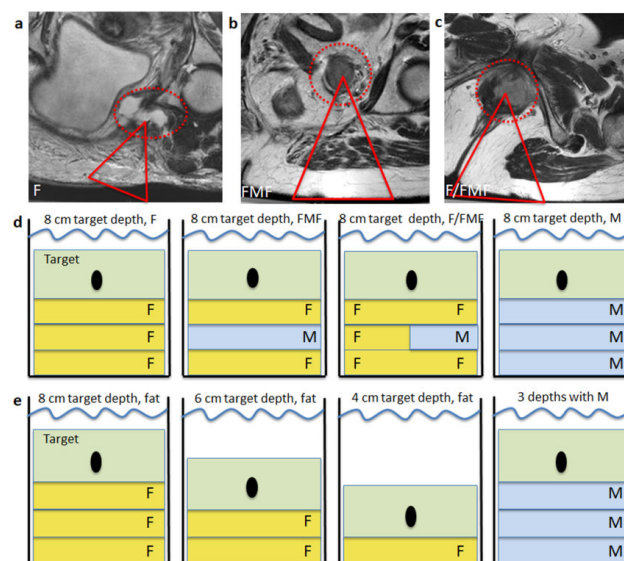 a
b
c
F
FMF
F/FMF
d
8 cm target depth, F
8 cm target depth, FMF
8 cm target depth, F/FMF
8 cm target depth, M
Target
F
F
F
F
M
F
F F
F M
F F
M
M
M
e
8 cm target depth, fat
6 cm target depth, fat
4 cm target depth, fat
3 depths with M
Target
F
F
F
F
F
F
M
M
M